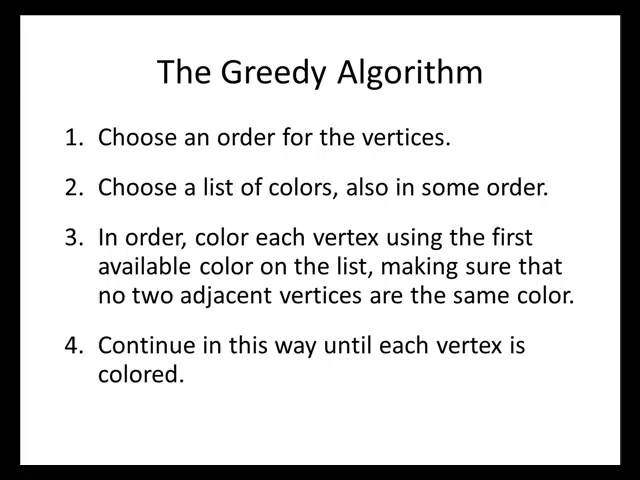 The Greedy Algorithm
1. Choose an order for the vertices.
2. Choose a list of colors, also in some order.
3. In order, color each vertex using the first
available color on the list, making sure that
no two adjacent vertices are the same color.
4. Continue in this way until each vertex is
colored.